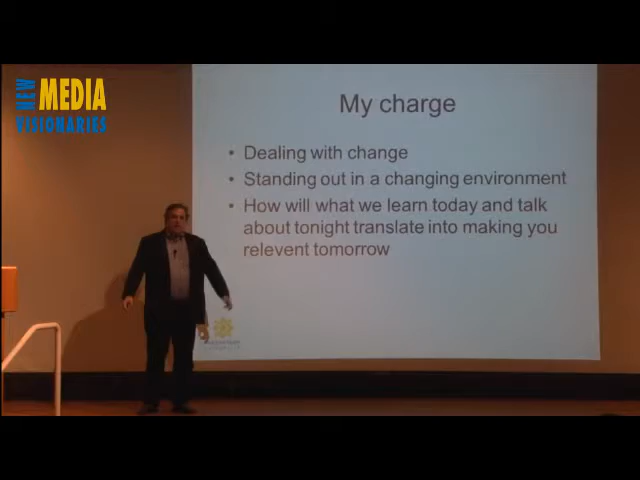 NEW
MEDIA
VISIONARIES
My charge
• Dealing with change
• Standing out in a changing environment
• How will what we learn today and talk
about tonight translate into making you
relevent tomorrow